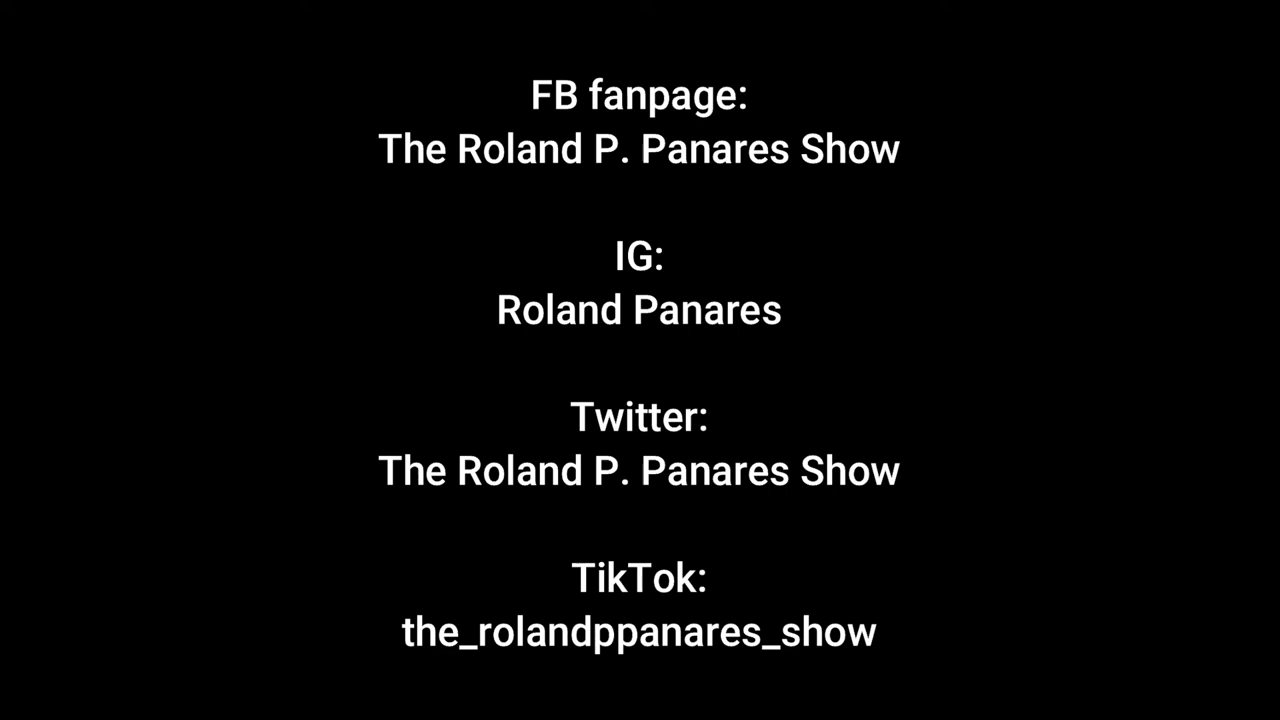 FB fanpage:
The Roland P. Panares Show
IG:
Roland Panares
Twitter:
The Roland P. Panares Show
TikTok:
the_rolandppanares_show